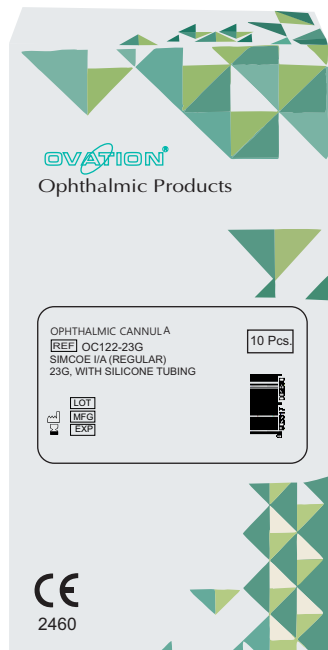 OVATION®
Ophthalmic Products
OPHTHALMIC CANNULA
REF OC122-23G
10 Pcs.
SIMCOE I/A (REGULAR)
23G, WITH SILICONE TUBING
LOT
MFG
EXP
CE
2460